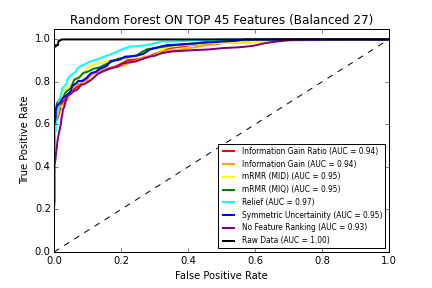 Random Forest ON TOP 45 Features (Balanced 27)
True Positive Rate
1.0
0.8
0.6
0.4
0.2
0.0
0.0 0.2 0.4 0.6 0.8 1.0
False Positive Rate
Information Gain Ratio (AUC = 0.94)
Information Gain (AUC = 0.94)
mRMR (MID) (AUC = 0.95)
mRMR (MIQ) (AUC = 0.95)
Relief (AUC = 0.97)
Symmetric Uncertainity (AUC = 0.95)
No Feature Ranking (AUC = 0.93)
Raw Data (AUC = 1.00)